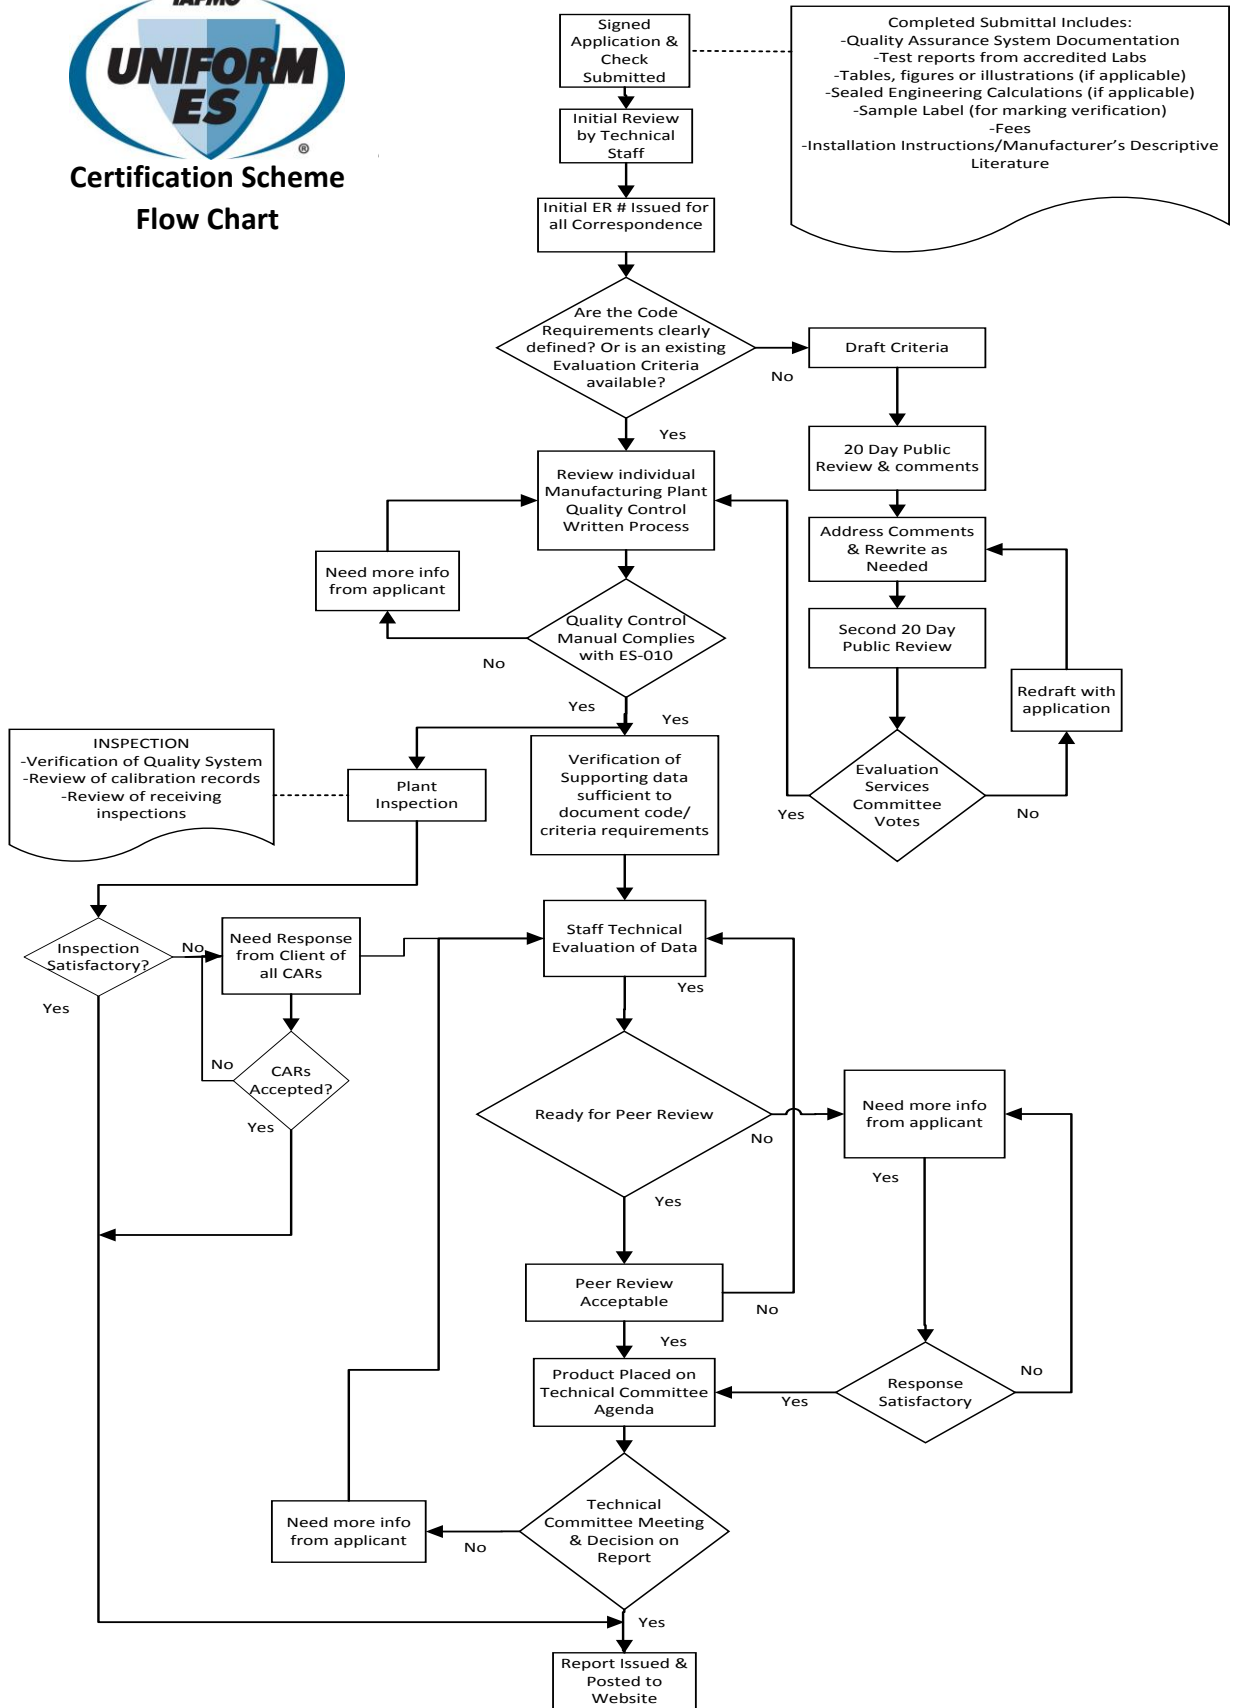 IAPMO
UNIFORM
ES
®
Certification Scheme
Flow Chart
Signed
Application &
Check
Submitted
Completed Submittal Includes:
-Quality Assurance System Documentation
-Test reports from accredited Labs
-Tables, figures or illustrations (if applicable)
-Sealed Engineering Calculations (if applicable)
-Sample Label (for marking verification)
-Fees
-Installation Instructions/Manufacturer's Descriptive
Literature
Initial Review
by Technical
Staff
Initial ER # Issued for
all Correspondence
Are the Code
Requirements clearly
defined? Or is an existing
Evaluation Criteria
available?
No
Yes
Draft Criteria
20 Day Public
Review & comments
Address Comments
& Rewrite as
Needed
Second 20 Day
Public Review
Redraft with
application
Evaluation
Services
Committee
Votes
Yes
No
Review individual
Manufacturing Plant
Quality Control
Written Process
Need more info
from applicant
Quality Control
Manual Complies
with ES-010
No
Yes
Yes
INSPECTION
-Verification of Quality System
-Review of calibration records
-Review of receiving
inspections
Plant
Inspection
Verification of
Supporting data
sufficient to
document code/
criteria requirements
Inspection
Satisfactory?
No
Yes
Need Response
from Client of
all CARs
CARs
Accepted?
No
Yes
Staff Technical
Evaluation of Data
Yes
Ready for Peer Review
No
Yes
Need more info
from applicant
Yes
Peer Review
Acceptable
No
Yes
Response
Satisfactory
No
Yes
Product Placed on
Technical Committee
Agenda
Technical
Committee Meeting
& Decision on
Report
No
Need more info
from applicant
Yes
Report Issued &
Posted to
Website